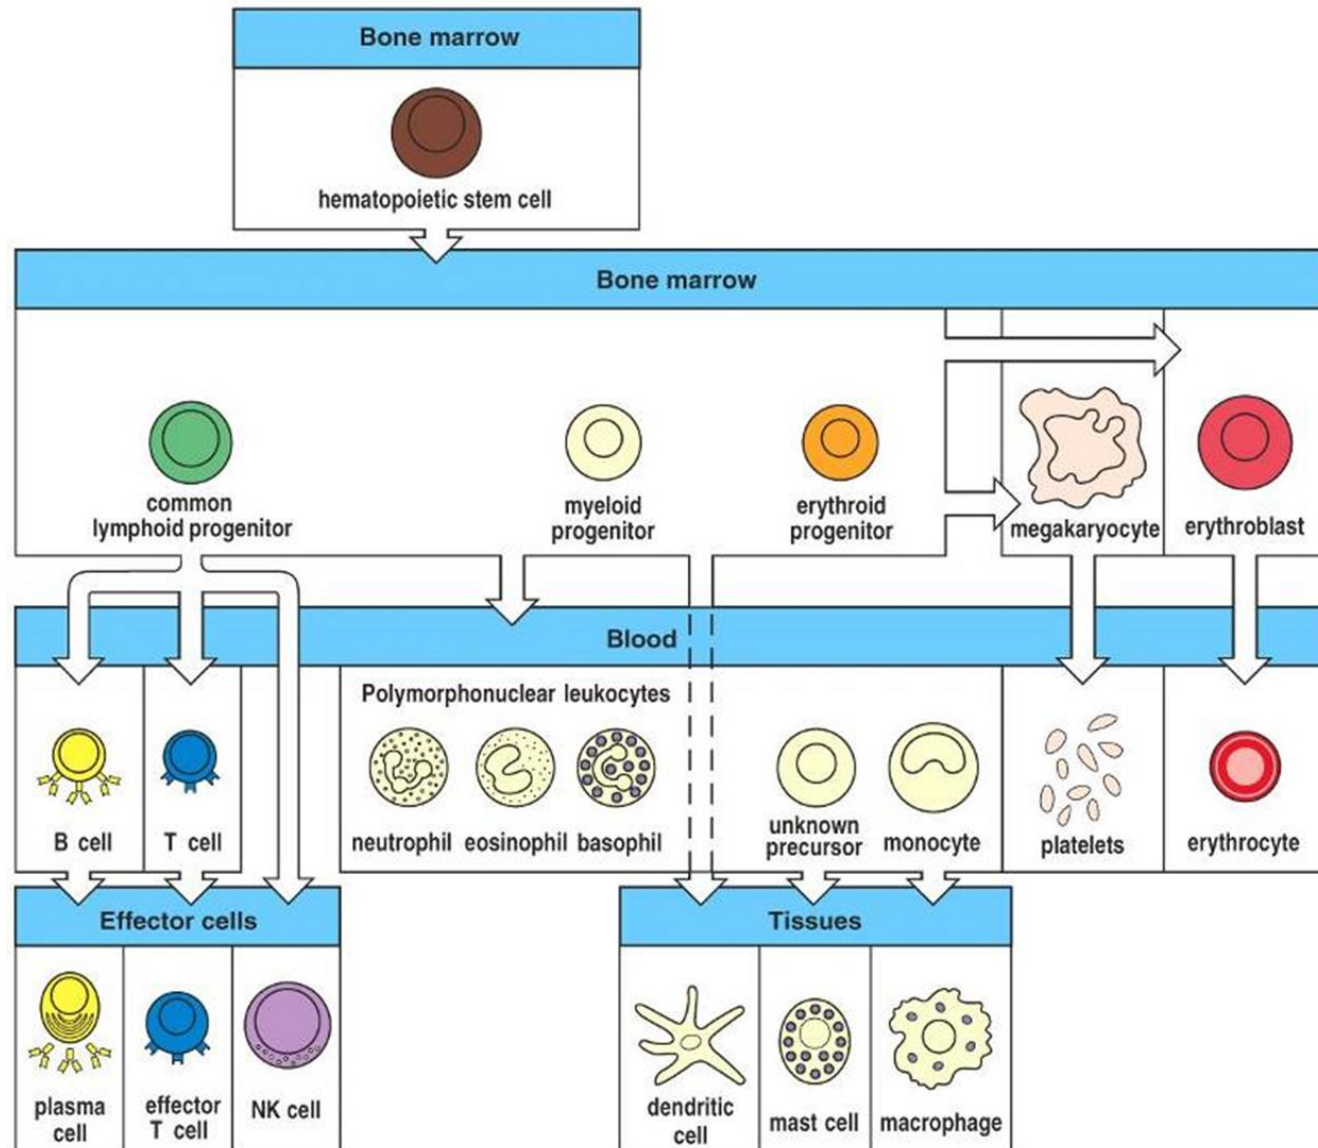 Bone marrow
hematopoietic stem cell
Bone marrow
common
lymphoid progenitor
myeloid
progenitor
erythroid
progenitor
megakaryocyte
erythroblast
Blood
B cell
T cell
Polymorphonuclear leukocytes
neutrophil
eosinophil
basophil
unknown
precursor
monocyte
platelets
erythrocyte
Effector cells
plasma
cell
effector
T cell
NK cell
Tissues
dendritic
cell
mast cell
macrophage